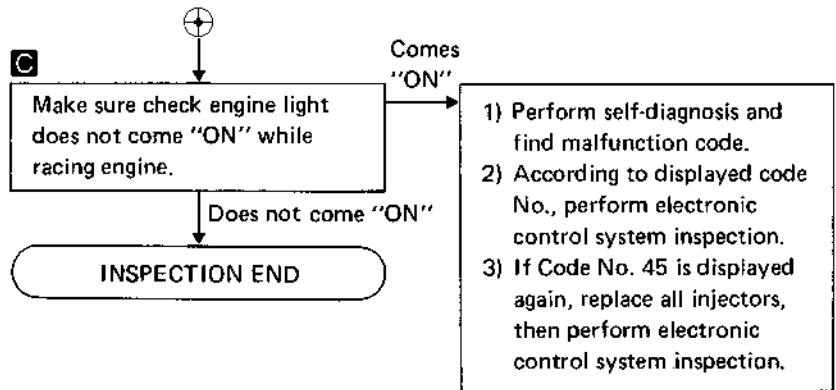 C
Make sure check engine light
does not come "ON" while
racing engine.
Comes
"ON"
Does not come "ON"
INSPECTION END
1) Perform self-diagnosis and
find malfunction code.
2) According to displayed code
No., perform electronic
control system inspection.
3) If Code No. 45 is displayed
again, replace all injectors,
then perform electronic
control system inspection.